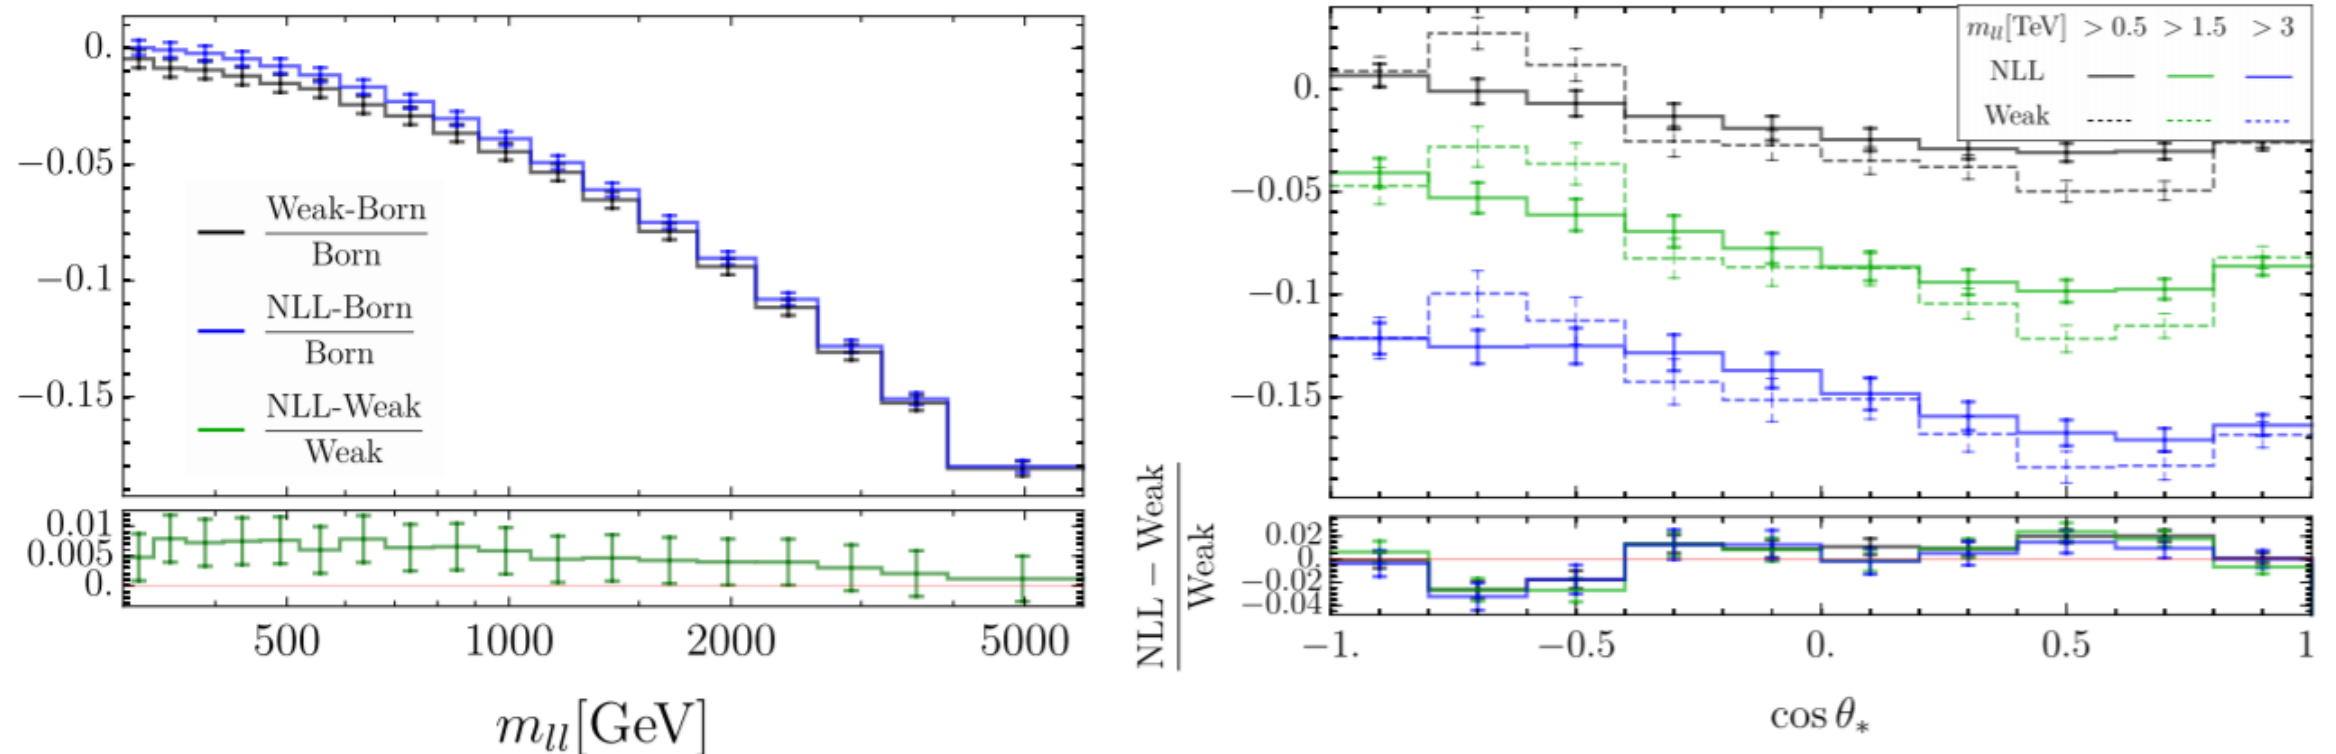 0.
−0.05
−0.1
−0.15
Weak-Born
Born
NLL-Born
Born
NLL-Weak
Weak
0.01
0.005
0.
500 1000 2000 5000
m_ll[GeV]
0.
−0.05
−0.1
−0.15
m_ll[TeV] > 0.5 > 1.5 > 3
NLL
Weak
NLL − Weak
Weak
0.02
0.
−0.02
−0.04
−1. −0.5 0. 0.5 1
cos θ_*